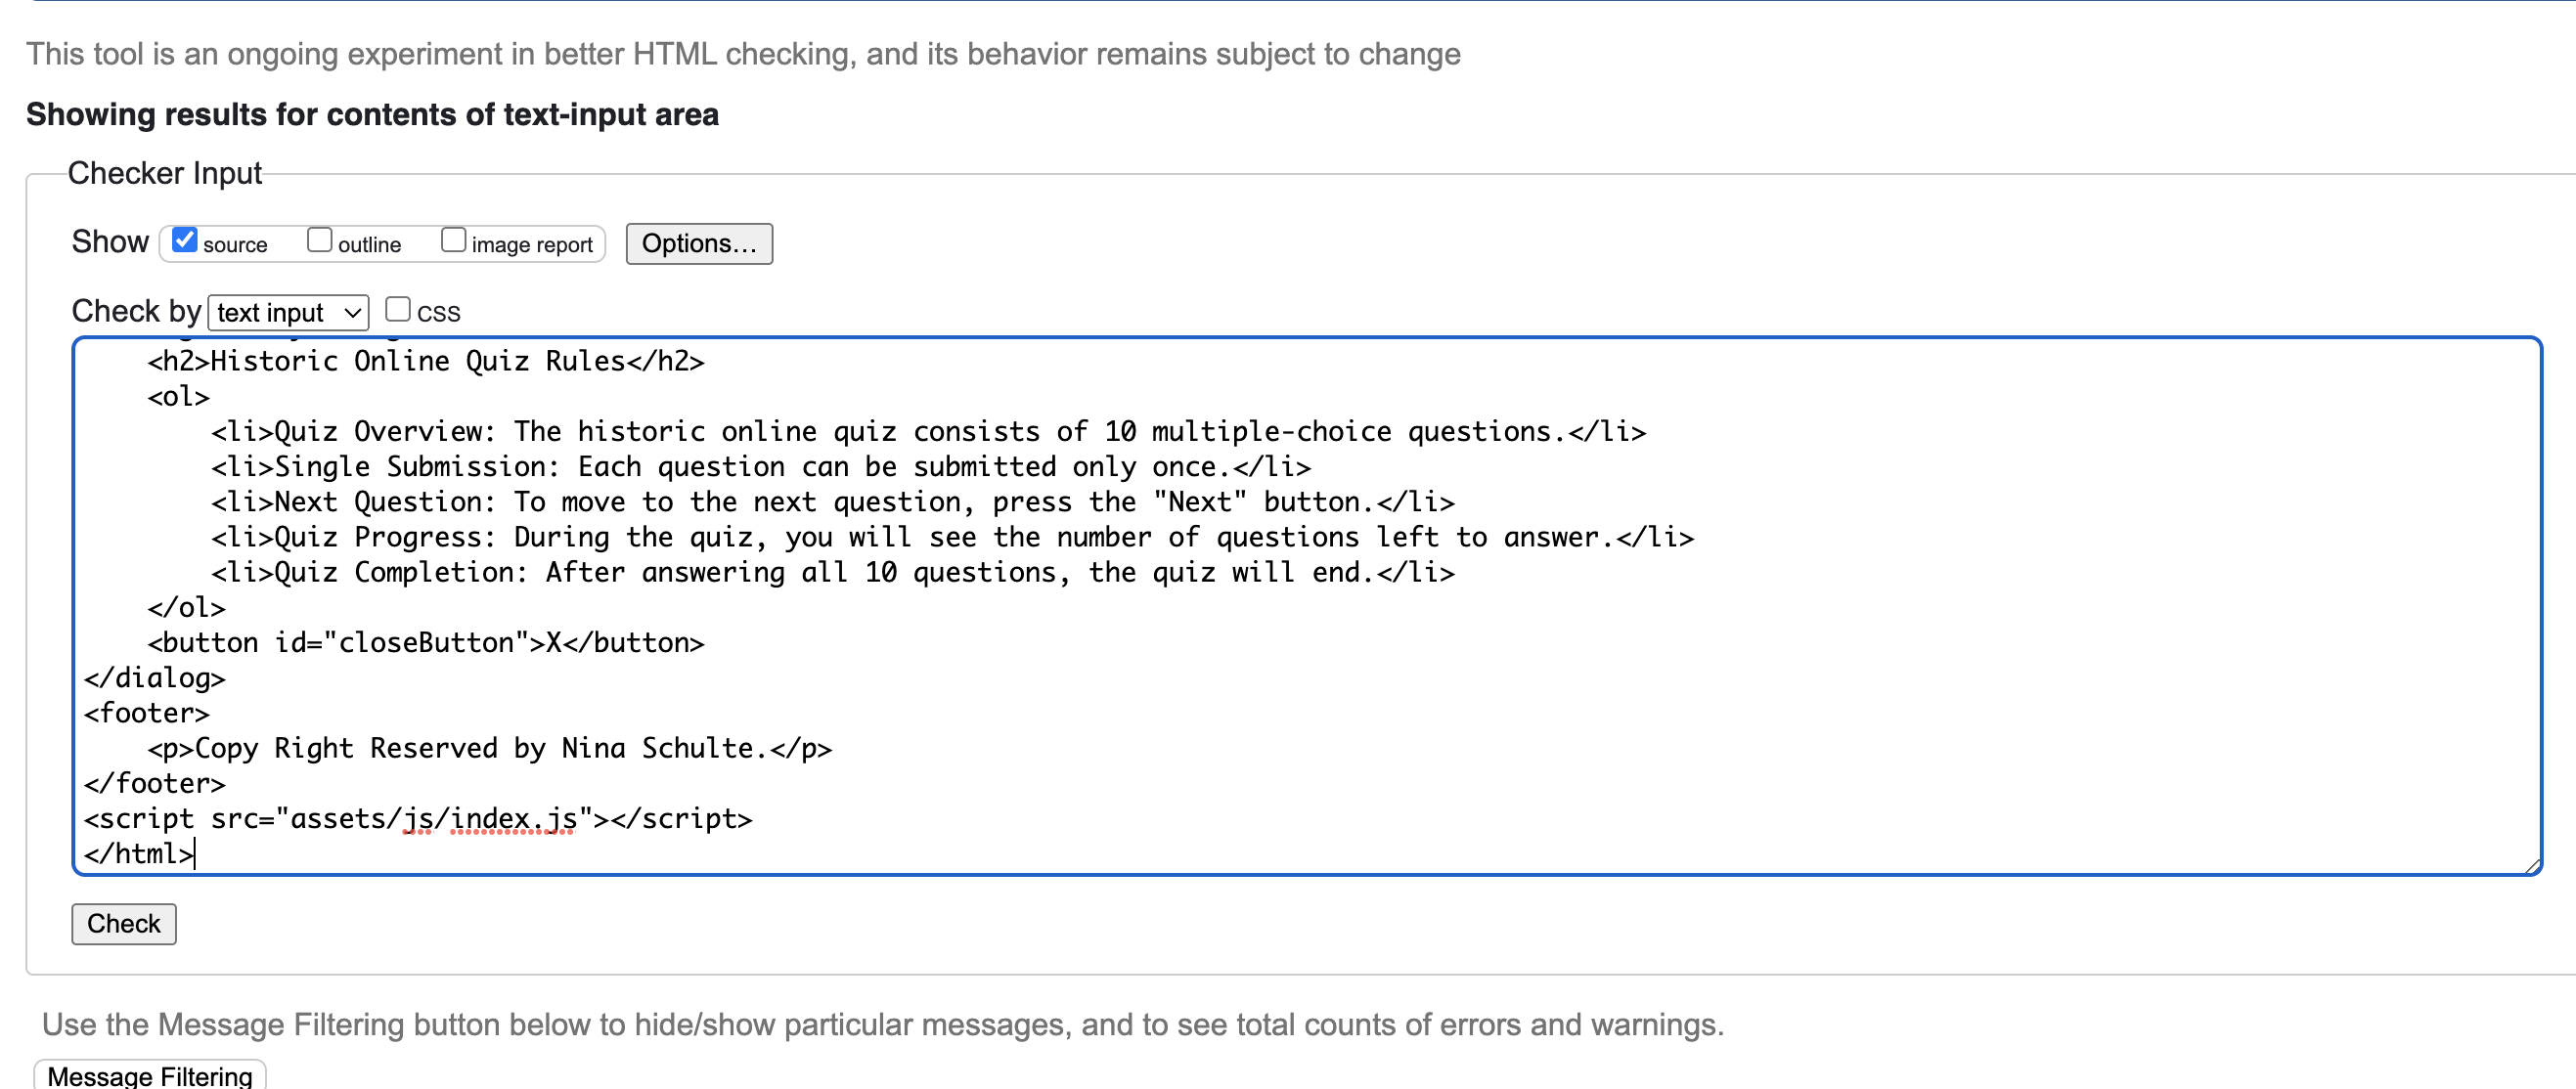 This tool is an ongoing experiment in better HTML checking, and its behavior remains subject to change
Showing results for contents of text-input area
Checker Input
Show source outline image report Options...
Check by text input css
<h2>Historic Online Quiz Rules</h2>
<ol>
<li>Quiz Overview: The historic online quiz consists of 10 multiple-choice questions.</li>
<li>Single Submission: Each question can be submitted only once.</li>
<li>Next Question: To move to the next question, press the "Next" button.</li>
<li>Quiz Progress: During the quiz, you will see the number of questions left to answer.</li>
<li>Quiz Completion: After answering all 10 questions, the quiz will end.</li>
</ol>
<button id="closeButton">X</button>
</dialog>
<footer>
<p>Copy Right Reserved by Nina Schulte.</p>
</footer>
<script src="assets/js/index.js"></script>
</html>
Check
Use the Message Filtering button below to hide/show particular messages, and to see total counts of errors and warnings.
Message Filtering